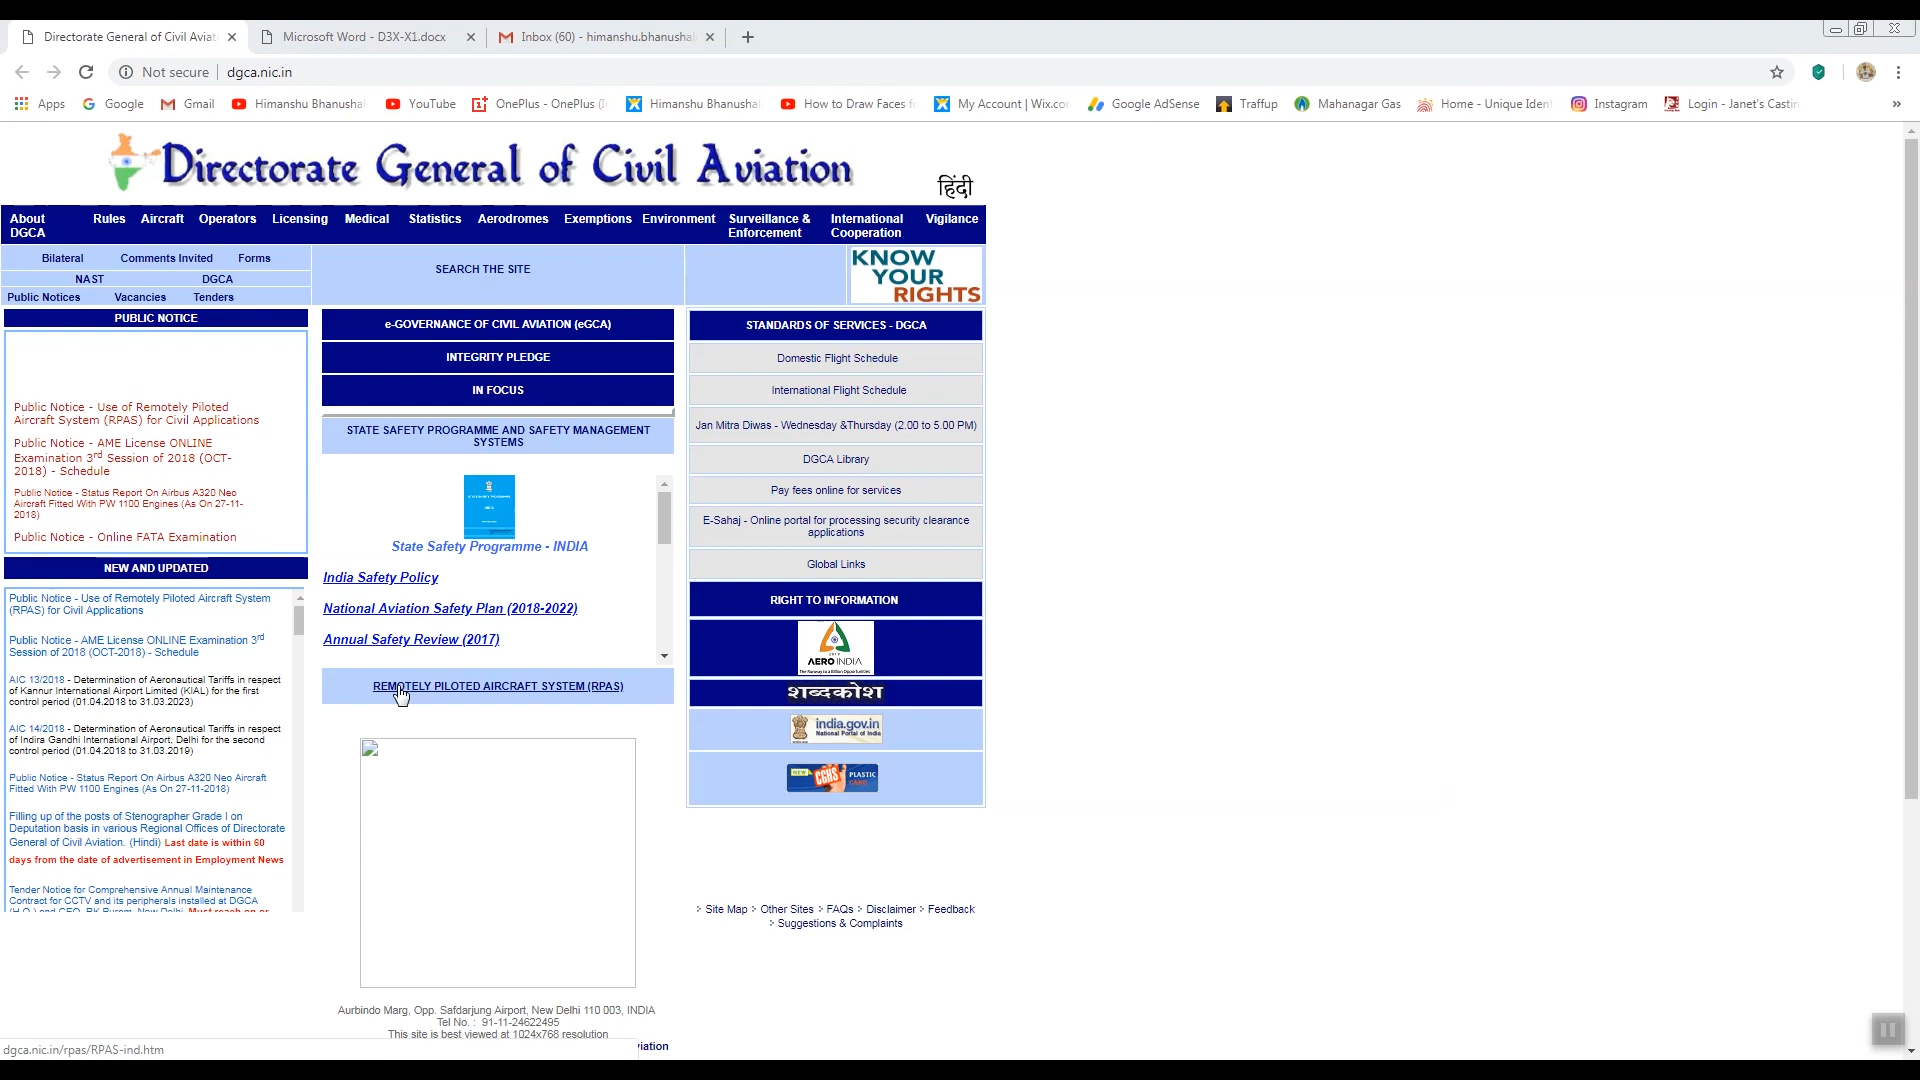 Directorate General of Civil Aviat
Microsoft Word - D3X-X1.docx
Inbox (60) - himanshu.bhanushal
Not secure
dgca.nic.in
Apps
Google
Gmail
Himanshu Bhanushal
YouTube
OnePlus - OnePlus (I
Himanshu Bhanushal
How to Draw Faces f
My Account | Wix.co
Google AdSense
Traffup
Mahanagar Gas
Home - Unique Ident
Instagram
Login - Janet's Castin
»
Directorate General of Civil Aviation
हिंदी
About DGCA
Rules
Aircraft
Operators
Licensing
Medical
Statistics
Aerodromes
Exemptions
Environment
Surveillance & Enforcement
International Cooperation
Vigilance
Bilateral
Comments Invited
Forms
NAST
DGCA
Public Notices
Vacancies
Tenders
SEARCH THE SITE
KNOW
YOUR
RIGHTS
PUBLIC NOTICE
Public Notice - Use of Remotely Piloted
Aircraft System (RPAS) for Civil Applications
Public Notice - AME License ONLINE
Examination 3rd Session of 2018 (OCT-
2018) - Schedule
Public Notice - Status Report On Airbus A320 Neo
Aircraft Fitted With PW 1100 Engines (As On 27-11-
2018)
Public Notice - Online FATA Examination
NEW AND UPDATED
Public Notice - Use of Remotely Piloted Aircraft System
(RPAS) for Civil Applications
Public Notice - AME License ONLINE Examination 3rd
Session of 2018 (OCT-2018) - Schedule
AIC 13/2018 - Determination of Aeronautical Tariffs in respect
of Kannur International Airport Limited (KIAL) for the first
control period (01.04.2018 to 31.03.2023)
AIC 14/2018 - Determination of Aeronautical Tariffs in respect
of Indira Gandhi International Airport, Delhi for the second
control period (01.04.2018 to 31.03.2019)
Public Notice - Status Report On Airbus A320 Neo Aircraft
Fitted With PW 1100 Engines (As On 27-11-2018)
Filling up of the posts of Stenographer Grade I on
Deputation basis in various Regional Offices of Directorate
General of Civil Aviation. (Hindi) Last date is within 60
days from the date of advertisement in Employment News
Tender Notice for Comprehensive Annual Maintenance
Contract for CCTV and its peripherals installed at DGCA
e-GOVERNANCE OF CIVIL AVIATION (eGCA)
INTEGRITY PLEDGE
IN FOCUS
STATE SAFETY PROGRAMME AND SAFETY MANAGEMENT
SYSTEMS
State Safety Programme - INDIA
India Safety Policy
National Aviation Safety Plan (2018-2022)
Annual Safety Review (2017)
REMOTELY PILOTED AIRCRAFT SYSTEM (RPAS)
Aurbindo Marg, Opp. Safdarjung Airport, New Delhi 110 003, INDIA
Tel No. : 91-11-24622495
This site is best viewed at 1024x768 resolution
viation
STANDARDS OF SERVICES - DGCA
Domestic Flight Schedule
International Flight Schedule
Jan Mitra Diwas - Wednesday &Thursday (2.00 to 5.00 PM)
DGCA Library
Pay fees online for services
E-Sahaj - Online portal for processing security clearance
applications
Global Links
RIGHT TO INFORMATION
AERO INDIA
The Runway to a Billion Opportunities
शब्दकोश
india.gov.in
National Portal of India
NEW CGHS PLASTIC
CARD
> Site Map > Other Sites > FAQs > Disclaimer > Feedback
> Suggestions & Complaints
dgca.nic.in/rpas/RPAS-ind.htm